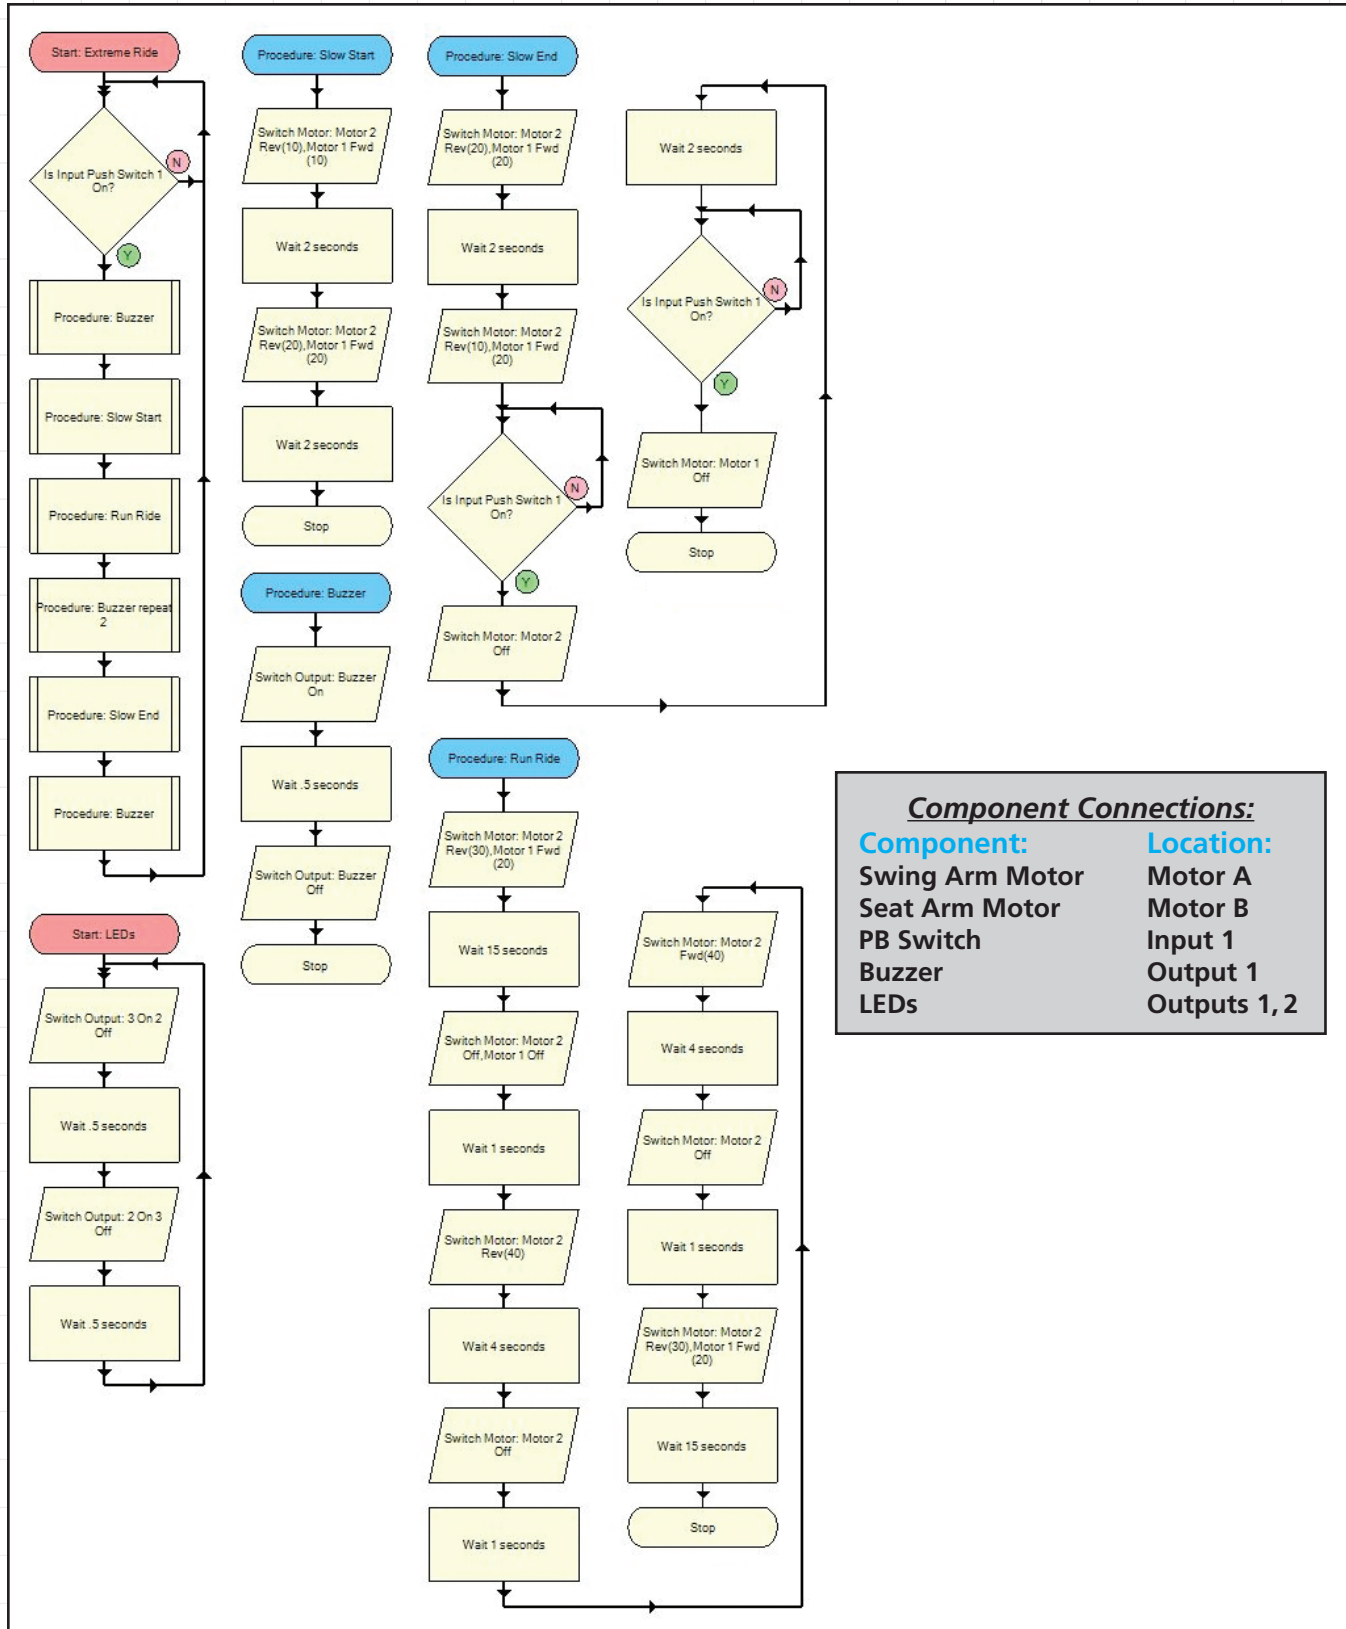 Start: Extreme Ride
Is Input Push Switch 1
On?
N
Y
Procedure: Buzzer
Procedure: Slow Start
Procedure: Run Ride
Procedure: Buzzer repeat
2
Procedure: Slow End
Procedure: Buzzer
Start: LEDs
Switch Output: 3 On 2
Off
Wait .5 seconds
Switch Output: 2 On 3
Off
Wait .5 seconds
Procedure: Slow Start
Switch Motor: Motor 2
Rev(10),Motor 1 Fwd
(10)
Wait 2 seconds
Switch Motor: Motor 2
Rev(20),Motor 1 Fwd
(20)
Wait 2 seconds
Stop
Procedure: Buzzer
Switch Output: Buzzer
On
Wait .5 seconds
Switch Output: Buzzer
Off
Stop
Procedure: Slow End
Switch Motor: Motor 2
Rev(20),Motor 1 Fwd
(20)
Wait 2 seconds
Switch Motor: Motor 2
Rev(10),Motor 1 Fwd
(20)
Is Input Push Switch 1
On?
N
Y
Switch Motor: Motor 2
Off
Wait 2 seconds
Is Input Push Switch 1
On?
N
Y
Switch Motor: Motor 1
Off
Stop
Procedure: Run Ride
Switch Motor: Motor 2
Rev(30),Motor 1 Fwd
(20)
Wait 15 seconds
Switch Motor: Motor 2
Off,Motor 1 Off
Wait 1 seconds
Switch Motor: Motor 2
Rev(40)
Wait 4 seconds
Switch Motor: Motor 2
Off
Wait 1 seconds
Switch Motor: Motor 2
Fwd(40)
Wait 4 seconds
Switch Motor: Motor 2
Off
Wait 1 seconds
Switch Motor: Motor 2
Rev(30),Motor 1 Fwd
(20)
Wait 15 seconds
Stop
Component Connections:
Component: Location:
Swing Arm Motor Motor A
Seat Arm Motor Motor B
PB Switch Input 1
Buzzer Output 1
LEDs Outputs 1, 2